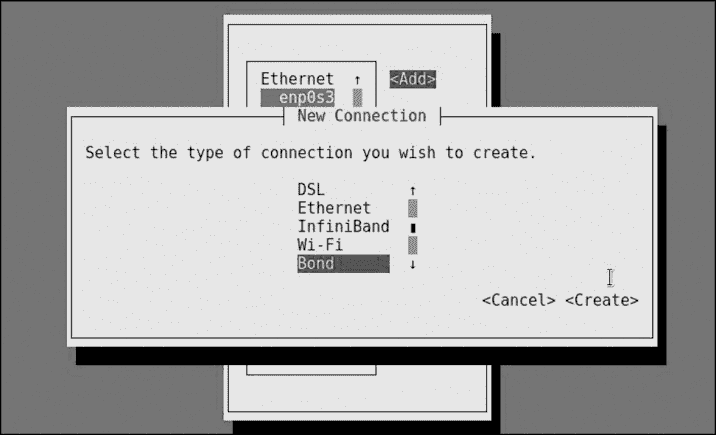 Ethernet ↑ <Add>
enp0s3
New Connection
Select the type of connection you wish to create.
DSL ↑
Ethernet
InfiniBand
Wi-Fi
Bond ↓
<Cancel> <Create>